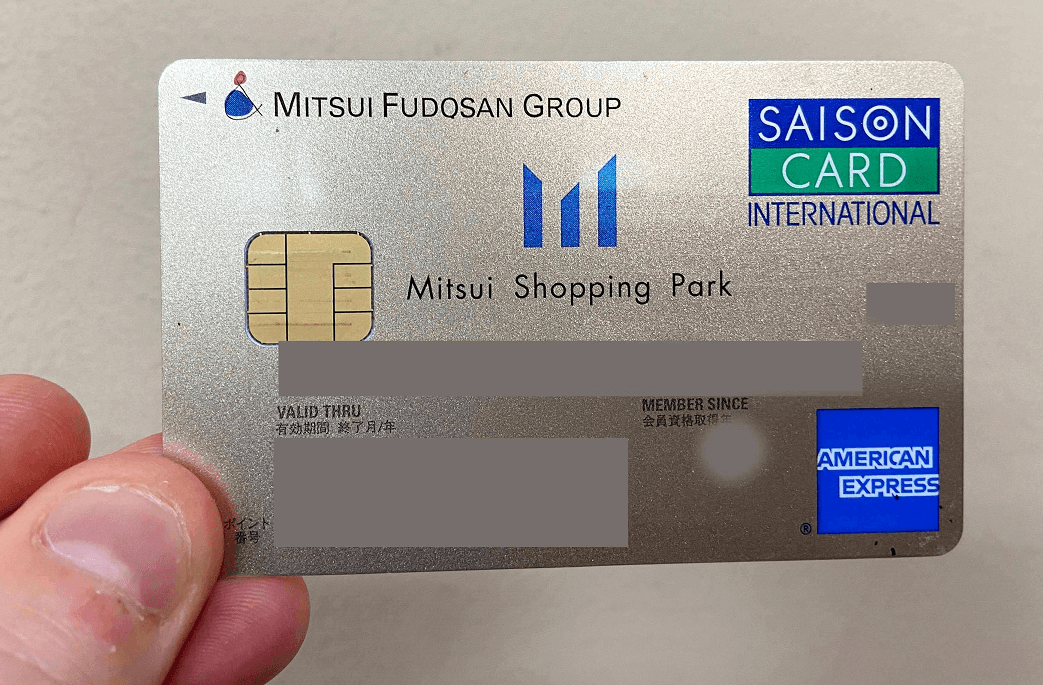 MITSUI FUDOSAN GROUP
SAISON
CARD
INTERNATIONAL
Mitsui Shopping Park
VALID THRU
有効期間 終了月/年
MEMBER SINCE
会員資格取得年
AMERICAN
EXPRESS
®
ポイント
番号